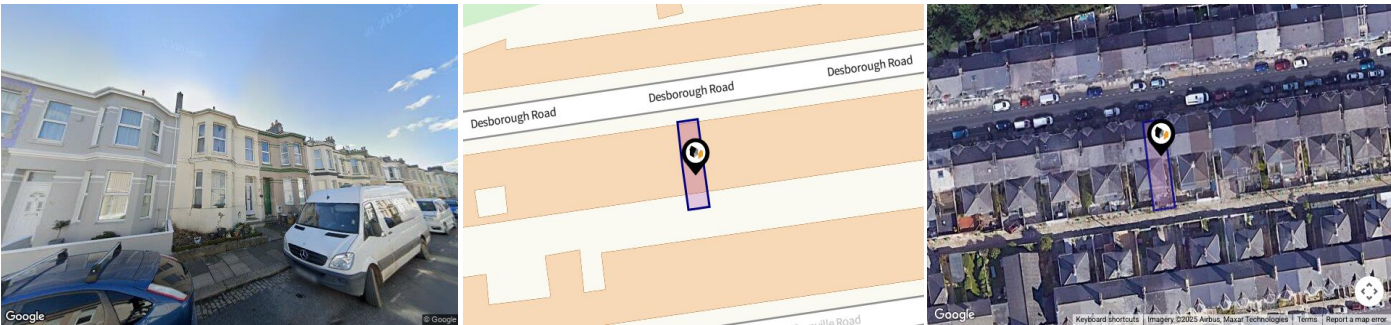 Desborough Road
Desborough Road
Desborough Road
Google
© Google
Google
Keyboard shortcuts
Imagery ©2025 Airbus, Maxar Technologies
Terms
Report a map error